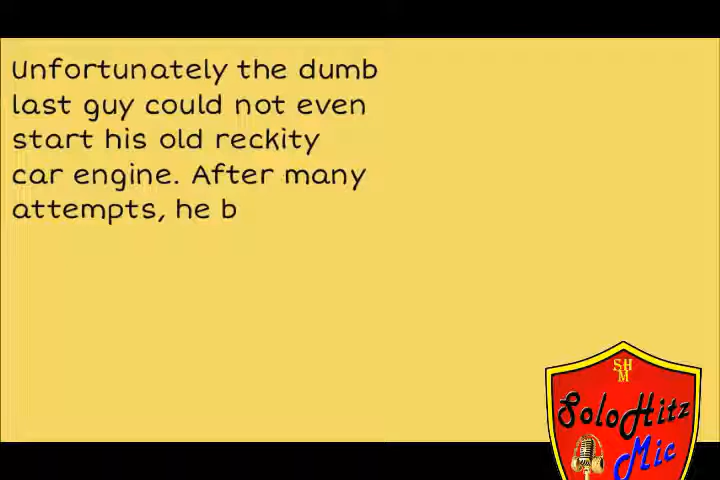 Unfortunately the dumb
last guy could not even
start his old reckity
car engine. After many
attempts, he b
SH
M
SoloHitz
Mic